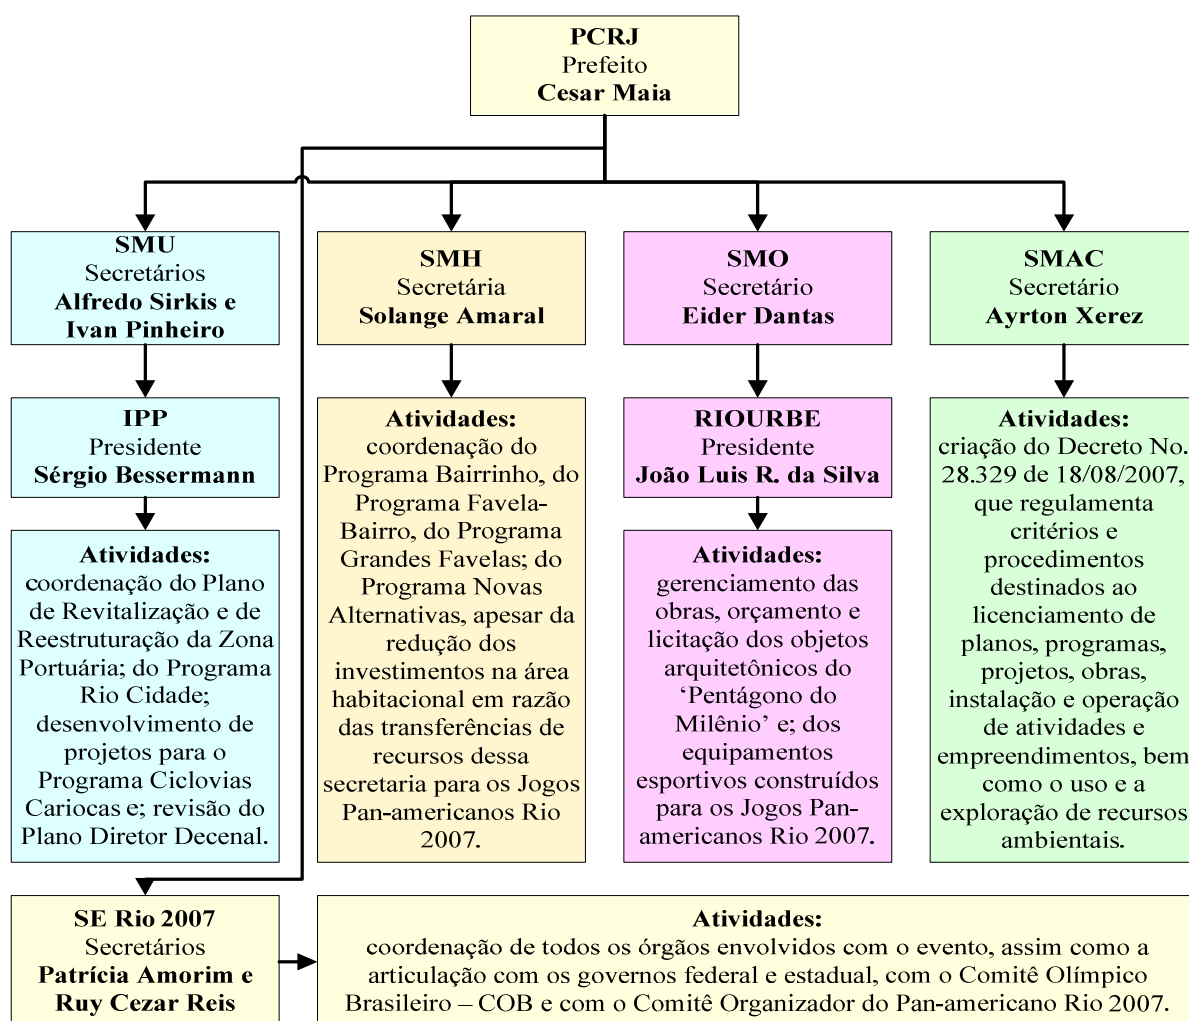 PCRJ
Prefeito
Cesar Maia
SMU
Secretários
Alfredo Sirkis e
Ivan Pinheiro
SMH
Secretária
Solange Amaral
SMO
Secretário
Eider Dantas
SMAC
Secretário
Ayrton Xerez
IPP
Presidente
Sérgio Bessermann
Atividades:
coordenação do Plano
de Revitalização e de
Reestruturação da Zona
Portuária; do Programa
Rio Cidade;
desenvolvimento de
projetos para o
Programa Ciclovias
Cariocas e; revisão do
Plano Diretor Decenal.
Atividades:
coordenação do
Programa Bairrinho, do
Programa Favela-
Bairro, do Programa
Grandes Favelas; do
Programa Novas
Alternativas, apesar da
redução dos
investimentos na área
habitacional em razão
das transferências de
recursos dessa
secretaria para os Jogos
Pan-americanos Rio
2007.
RIOURBE
Presidente
João Luis R. da Silva
Atividades:
gerenciamento das
obras, orçamento e
licitação dos objetos
arquitetônicos do
‘Pentágono do
Milênio’ e; dos
equipamentos
esportivos construídos
para os Jogos Pan-
americanos Rio 2007.
Atividades:
criação do Decreto No.
28.329 de 18/08/2007,
que regulamenta
critérios e
procedimentos
destinados ao
licenciamento de
planos, programas,
projetos, obras,
instalação e operação
de atividades e
empreendimentos, bem
como o uso e a
exploração de recursos
ambientais.
SE Rio 2007
Secretários
Patrícia Amorim e
Ruy Cezar Reis
Atividades:
coordenação de todos os órgãos envolvidos com o evento, assim como a
articulação com os governos federal e estadual, com o Comitê Olímpico
Brasileiro – COB e com o Comitê Organizador do Pan-americano Rio 2007.